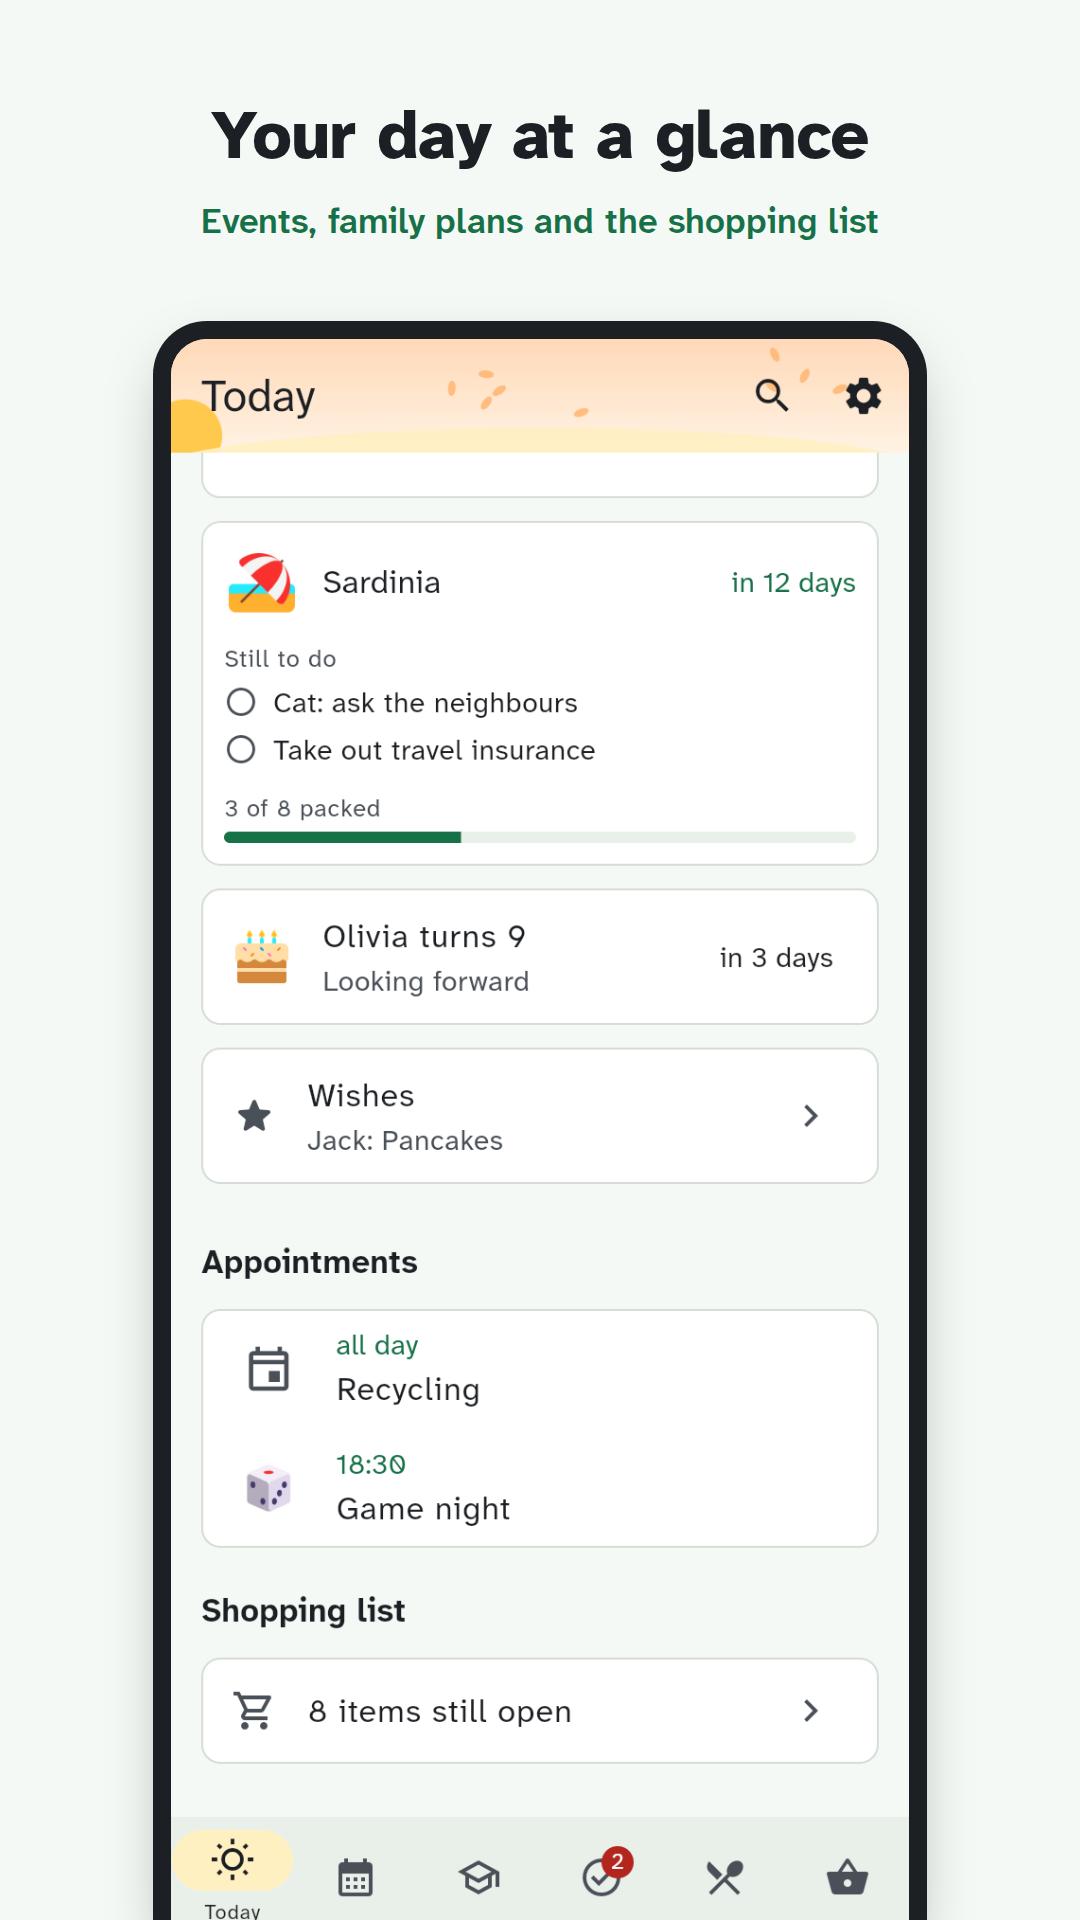 Your day at a glance
Events, family plans and the shopping list
Today
Sardinia
in 12 days
Still to do
Cat: ask the neighbours
Take out travel insurance
3 of 8 packed
Olivia turns 9
Looking forward
in 3 days
Wishes
Jack: Pancakes
Appointments
all day
Recycling
18:30
Game night
Shopping list
8 items still open
2
Today